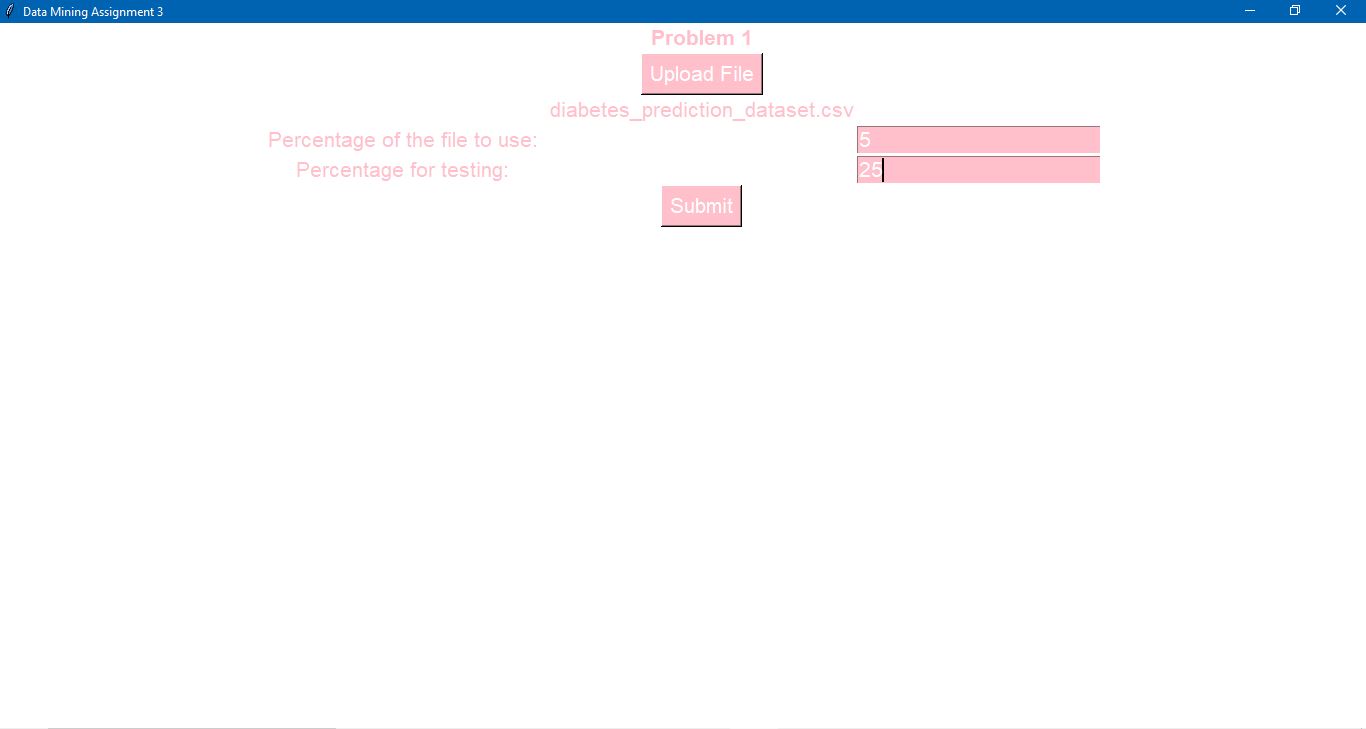 Data Mining Assignment 3
Problem 1
Upload File
diabetes_prediction_dataset.csv
Percentage of the file to use: 5
Percentage for testing: 25
Submit